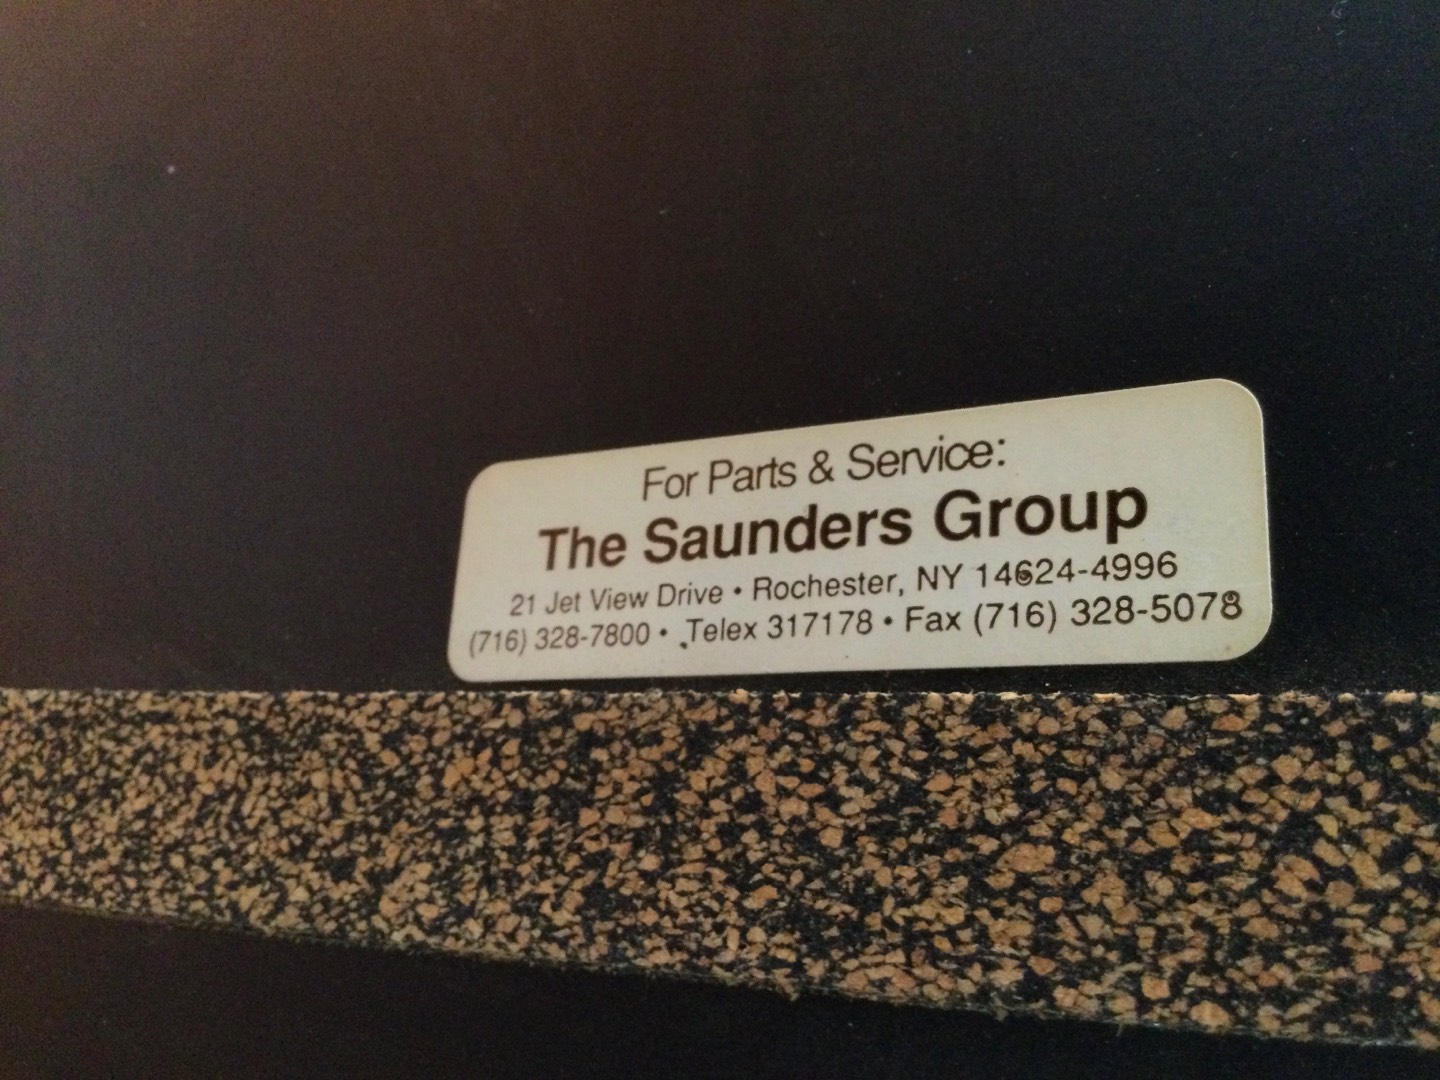 For Parts & Service:
The Saunders Group
21 Jet View Drive • Rochester, NY 14624-4996
(716) 328-7800 • Telex 317178 • Fax (716) 328-5078